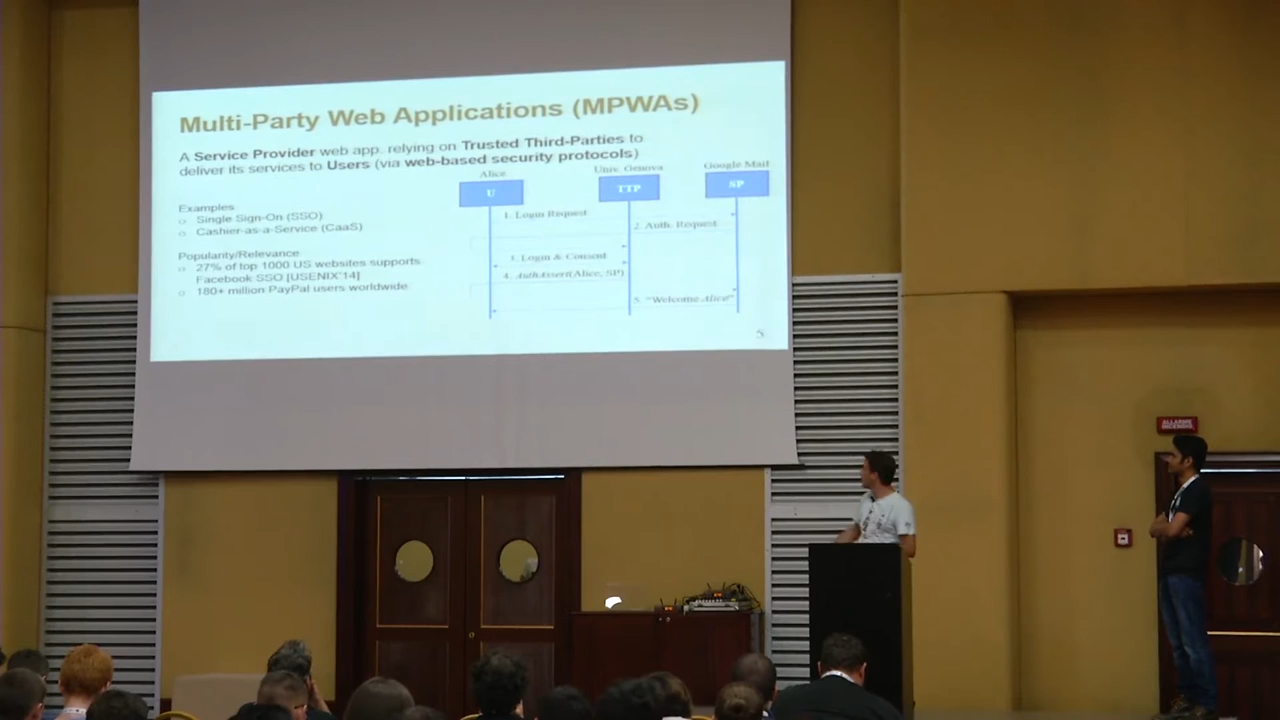 Multi-Party Web Applications (MPWAs)
A Service Provider web app. relying on Trusted Third-Parties to
deliver its services to Users (via web-based security protocols)
Examples
Single Sign-On (SSO)
Cashier-as-a-Service (CaaS)
Popularity/Relevance:
27% of top 1000 US websites supports
Facebook SSO [USENIX'14]
180+ million PayPal users worldwide
Alice
Univ. Genova
Google Mail
U
TTP
SP
1. Login Request
2. Auth. Request
3. Login & Consent
4. AuthAssert(Alice, SP)
5. "Welcome Alice"
5
ALLARME
INCENDIO